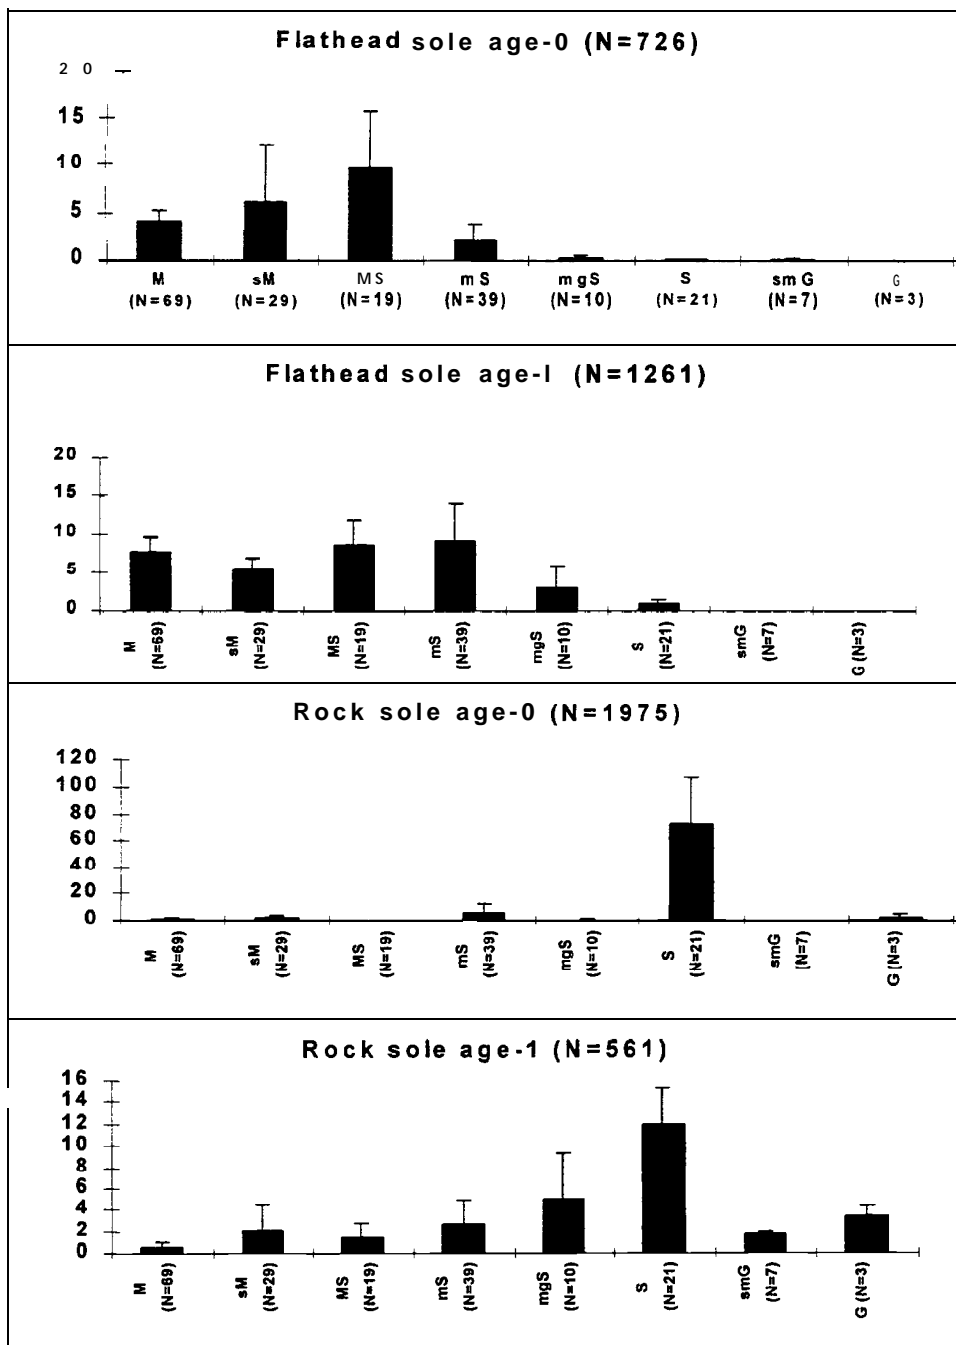 Flathead sole age-0 (N=726)
20
15
10
5
0
M sM MS mS mgS S smG G
(N=69) (N=29) (N=19) (N=39) (N=10) (N=21) (N=7) (N=3)
Flathead sole age-I (N=1261)
20
15
10
5
0
M (N=69)
sM (N=29)
MS (N=19)
mS (N=39)
mgS (N=10)
S (N=21)
smG (N=7)
G (N=3)
Rock sole age-0 (N=1975)
120
100
80
60
40
20
0
M (N=69)
sM (N=29)
MS (N=19)
mS (N=39)
mgS (N=10)
S (N=21)
smG [N=7)
G [N=3)
Rock sole age-1 (N=561)
16
14
12
10
8
6
4
2
0
M (N=69)
sM (N=29)
MS (N=19)
mS (N=39)
mgS (N=10)
S (N=21)
smG (N=7)
G (N=3)